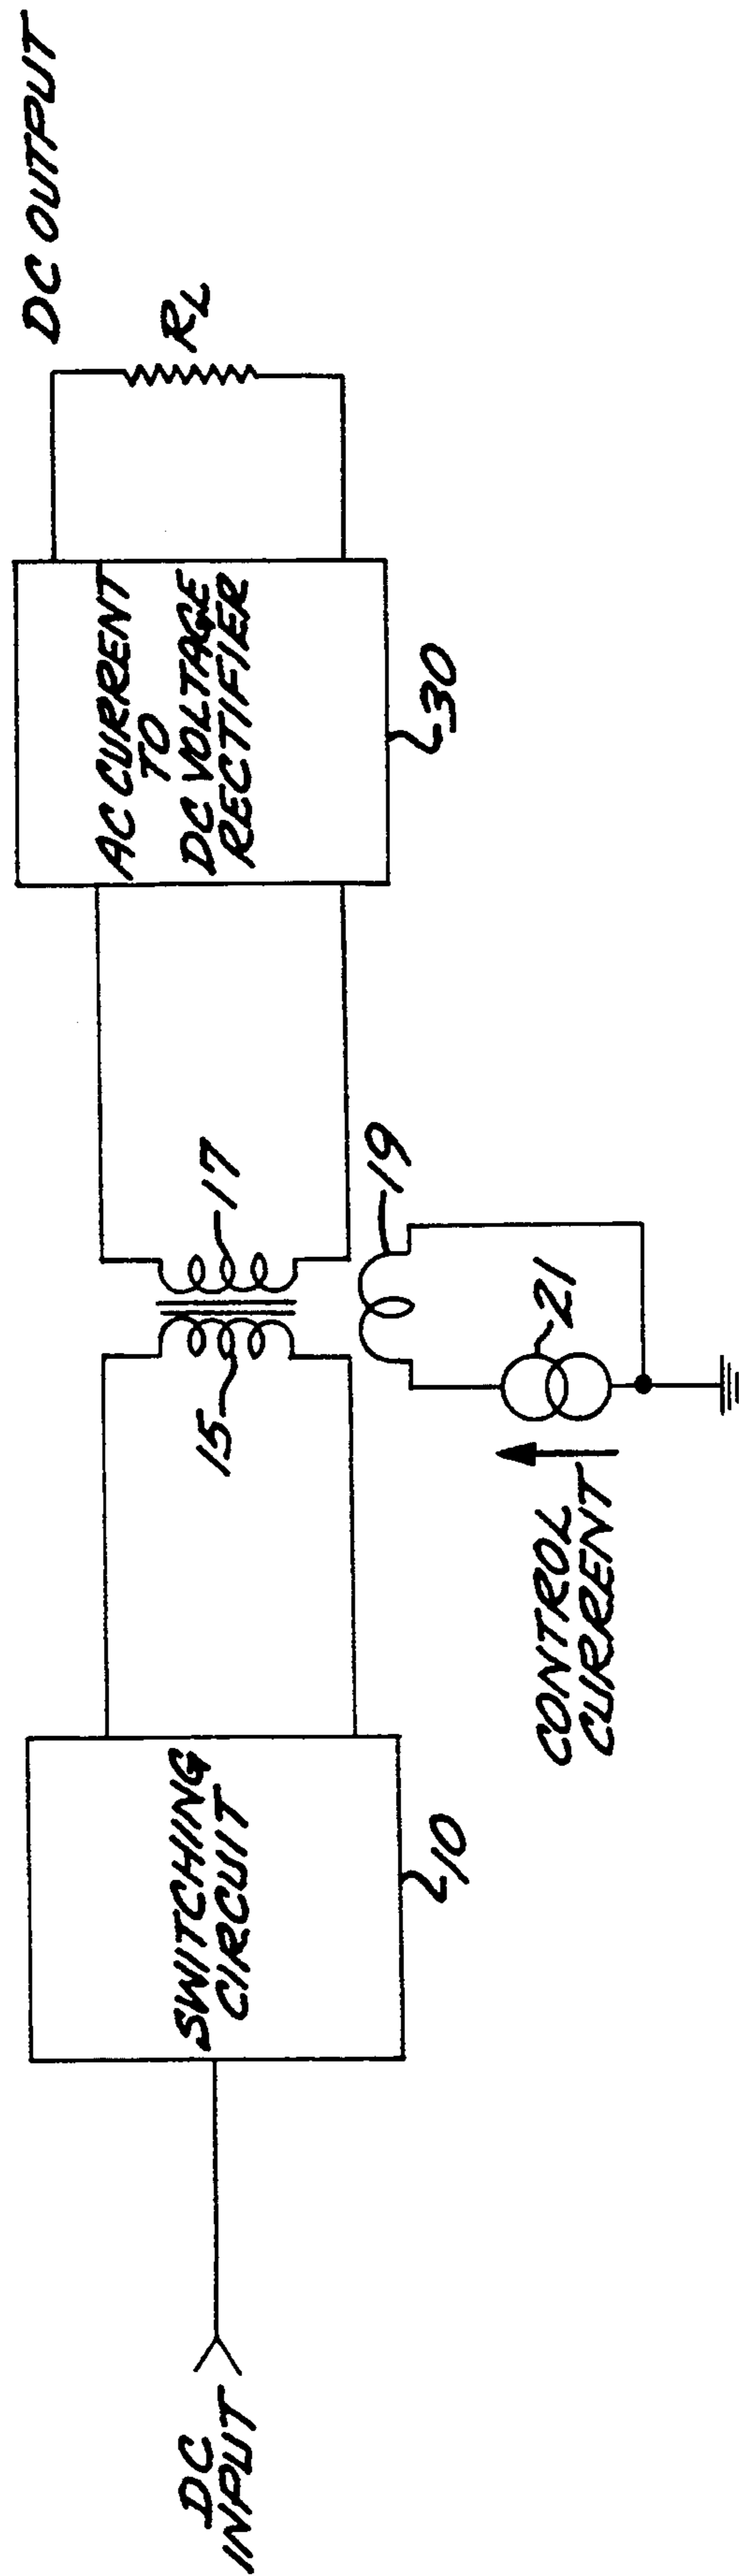 DC
INPUT
SWITCHING
CIRCUIT
10
15
17
19
21
CONTROL
CURRENT
AC CURRENT
TO
DC VOLTAGE
RECTIFIER
30
RL
DC OUTPUT